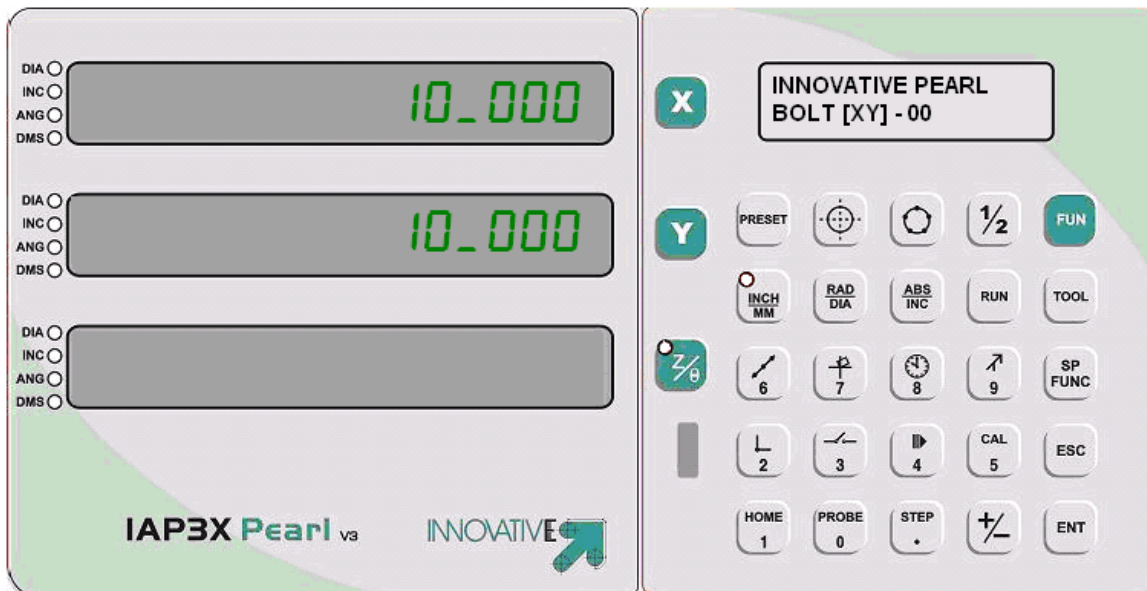 DIA
INC
ANG
DMS
10_000
DIA
INC
ANG
DMS
10_000
DIA
INC
ANG
DMS
IAP3X Pearl V3
INNOVATIVE
X
Y
Z/θ
INNOVATIVE PEARL
BOLT [XY] - 00
PRESET
1/2
FUN
INCH
MM
RAD
DIA
ABS
INC
RUN
TOOL
6
7
8
9
SP
FUNC
2
3
4
CAL
5
ESC
HOME
1
PROBE
0
STEP
.
+/-
ENT